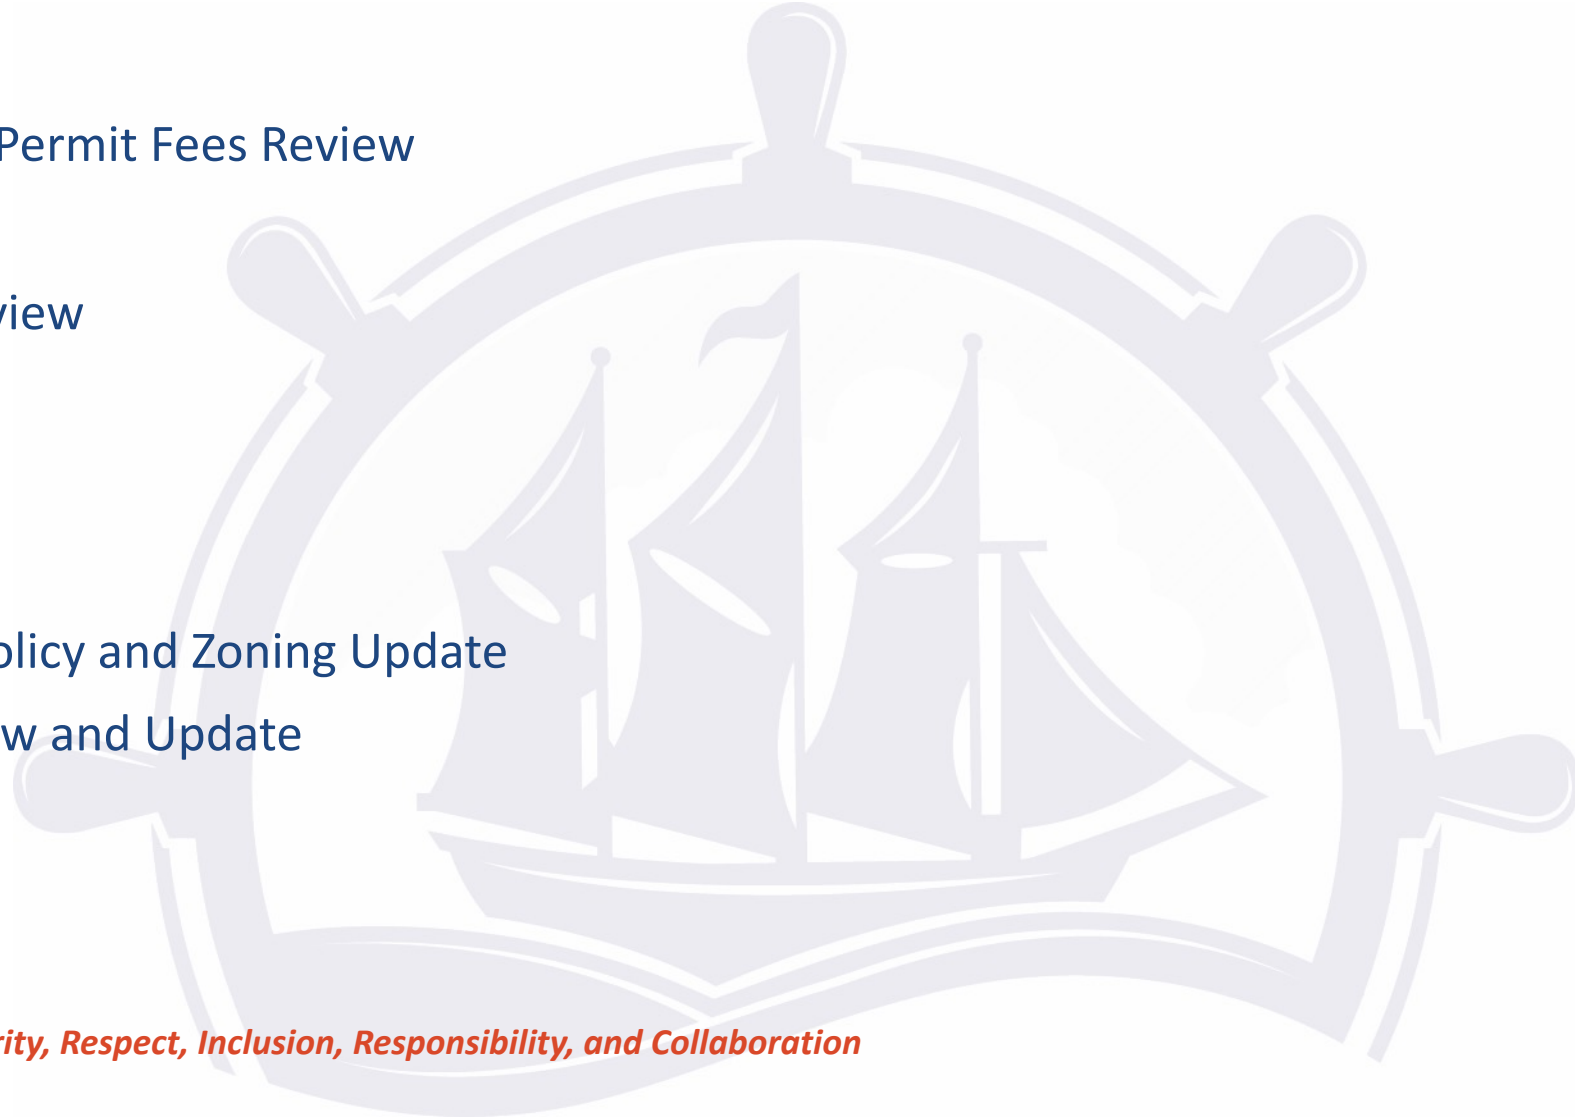 Permit Fees Review
view
olicy and Zoning Update
w and Update
rity, Respect, Inclusion, Responsibility, and Collaboration